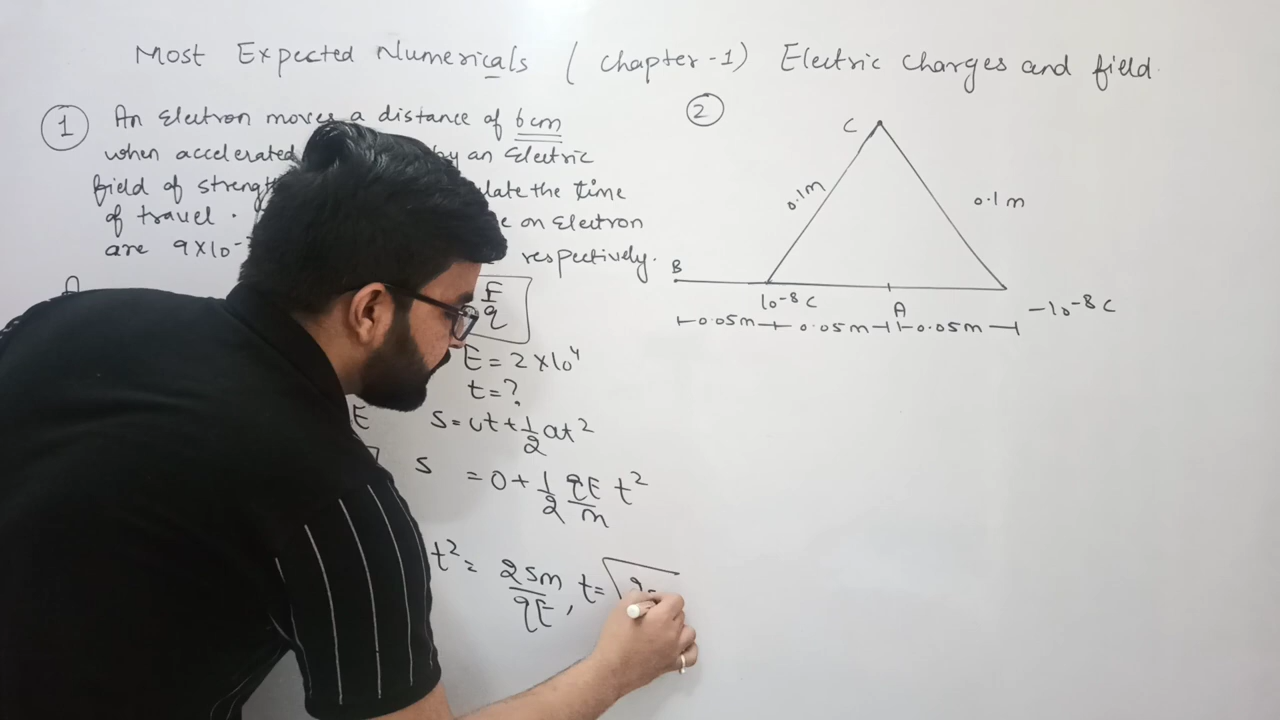 Most Expected Numericals ( chapter-1) Electric charges and field.
1 An Electron moves a distance of 6cm
when accelerated by an Electric
field of strength the time
of travel. on Electron
are 9×10⁻ respectively.
E
q
E = 2×10⁴
t = ?
E S = ut + 1/2 at²
s = 0 + 1/2 qE/m t²
t² = 2sm/qE, t = √
2
C
0.1m 0.1m
B
10⁻⁸ C A -10⁻⁸ C
0.05m 0.05m 0.05m